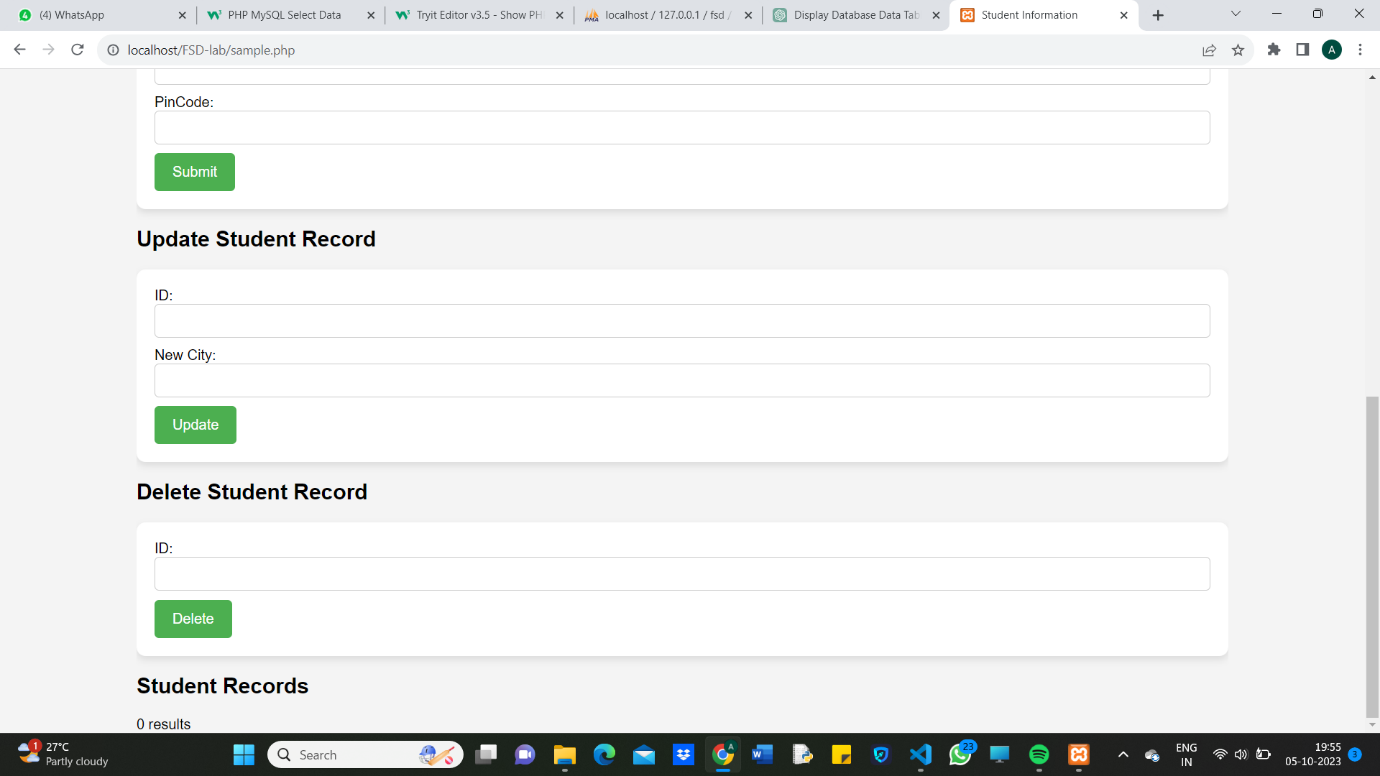 (4) WhatsApp
PHP MySQL Select Data
Tryit Editor v3.5 - Show PH
localhost / 127.0.0.1 / fsd /
Display Database Data Tab
Student Information
localhost/FSD-lab/sample.php
A
PinCode:
Submit
Update Student Record
ID:
New City:
Update
Delete Student Record
ID:
Delete
Student Records
0 results
1
27°C
Partly cloudy
Search
23
ENG
IN
19:55
05-10-2023
3